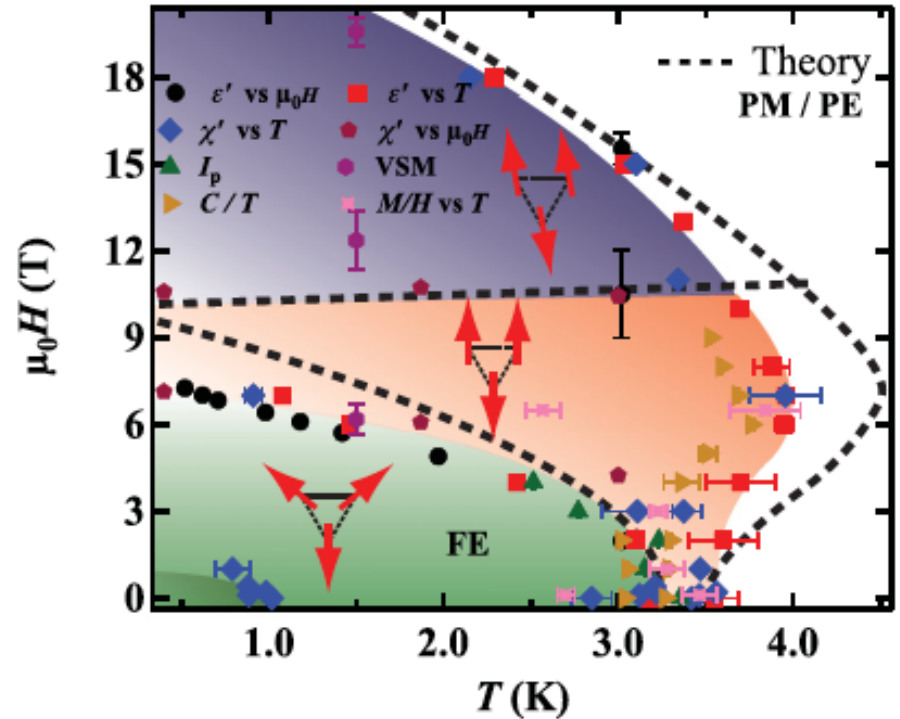 18
15
12
9
6
3
0
μ₀H (T)
Theory
PM / PE
ε′ vs μ₀H
ε′ vs T
χ′ vs T
χ′ vs μ₀H
Iₚ
VSM
C / T
M/H vs T
FE
1.0 2.0 3.0 4.0
T (K)